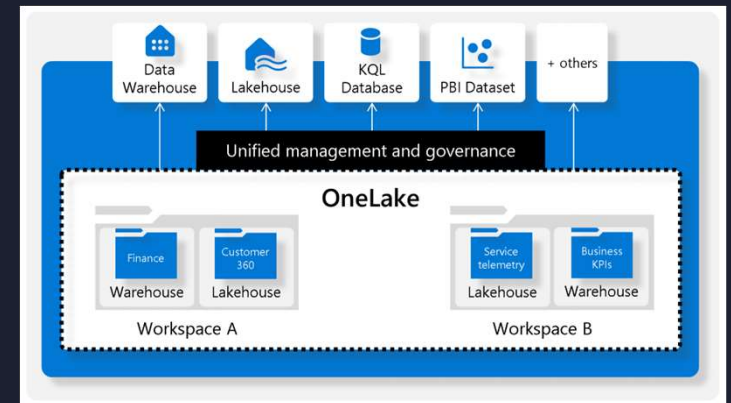 Data
Warehouse
Lakehouse
KQL
Database
PBI Dataset
+ others
Unified management and governance
OneLake
Finance
Customer
360
Warehouse
Lakehouse
Workspace A
Service
telemetry
Business
KPIs
Lakehouse
Warehouse
Workspace B